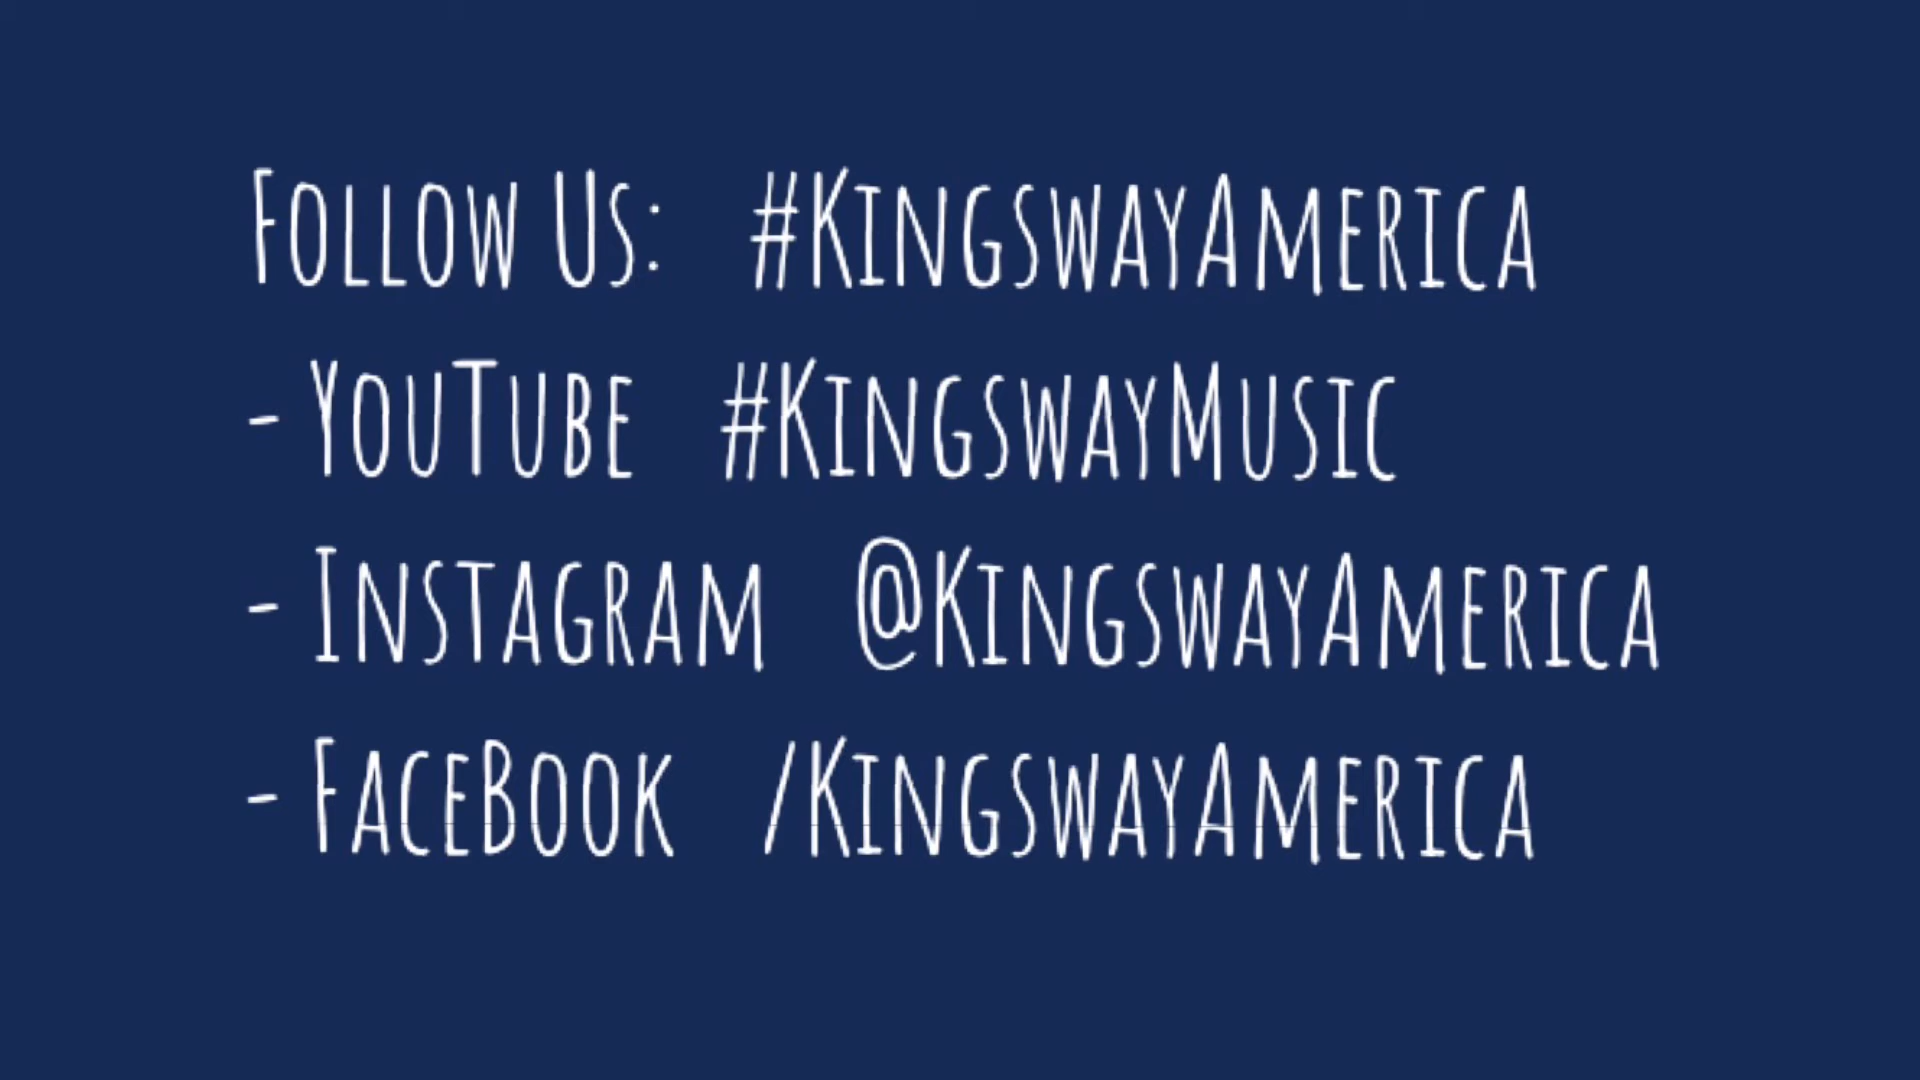 Follow Us: #KingswayAmerica
- YouTube #KingswayMusic
- Instagram @KingswayAmerica
- FaceBook /KingswayAmerica